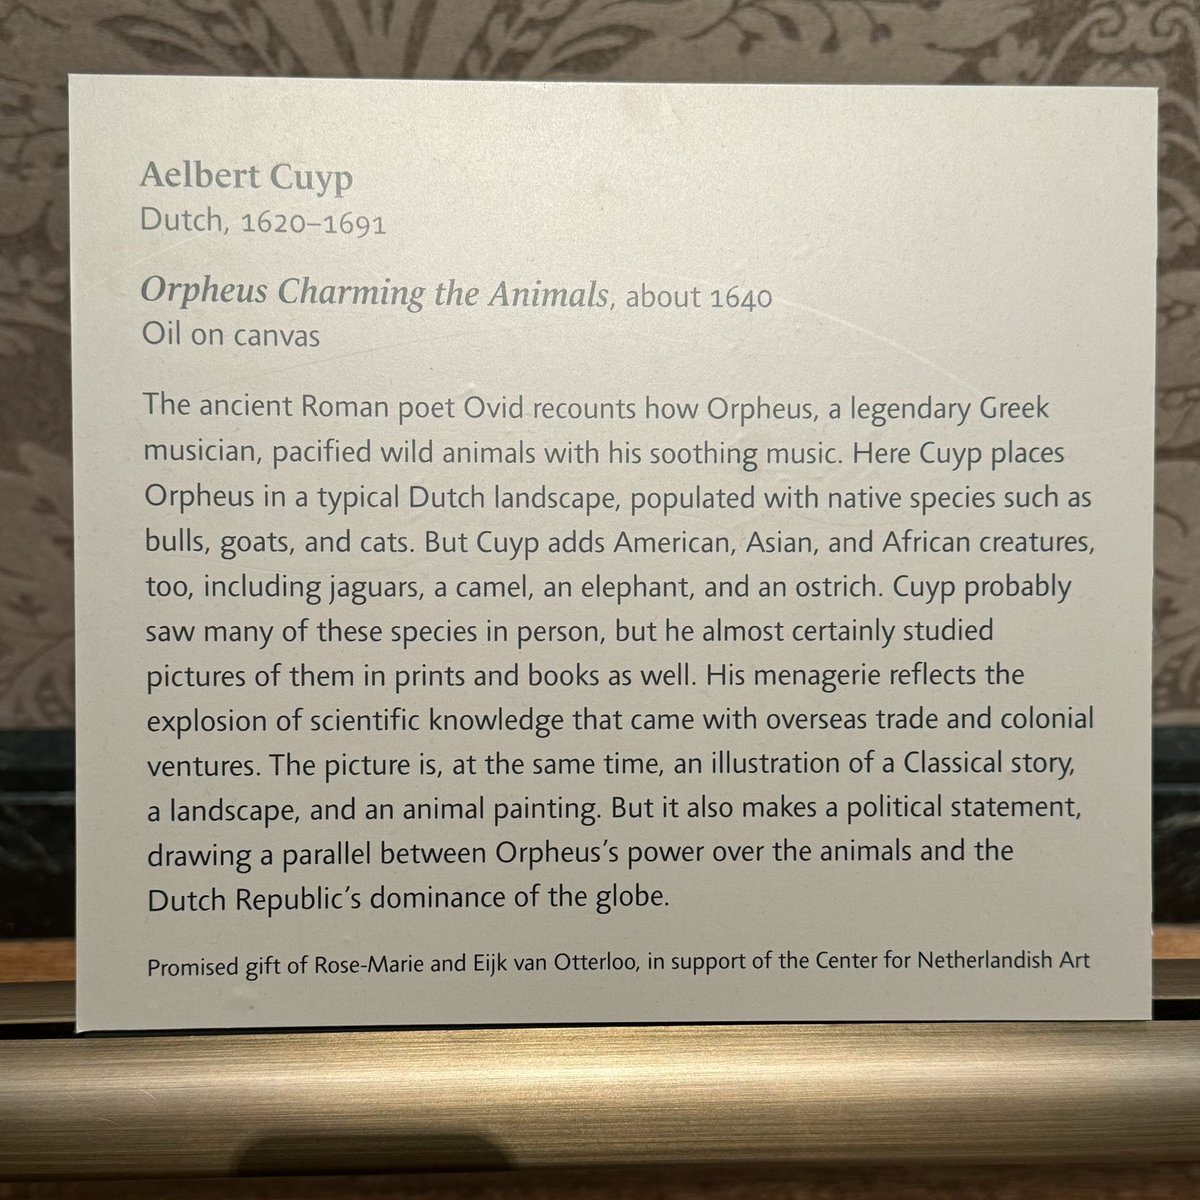 Aelbert Cuyp
Dutch, 1620–1691
Orpheus Charming the Animals, about 1640
Oil on canvas
The ancient Roman poet Ovid recounts how Orpheus, a legendary Greek
musician, pacified wild animals with his soothing music. Here Cuyp places
Orpheus in a typical Dutch landscape, populated with native species such as
bulls, goats, and cats. But Cuyp adds American, Asian, and African creatures,
too, including jaguars, a camel, an elephant, and an ostrich. Cuyp probably
saw many of these species in person, but he almost certainly studied
pictures of them in prints and books as well. His menagerie reflects the
explosion of scientific knowledge that came with overseas trade and colonial
ventures. The picture is, at the same time, an illustration of a Classical story,
a landscape, and an animal painting. But it also makes a political statement,
drawing a parallel between Orpheus’s power over the animals and the
Dutch Republic’s dominance of the globe.
Promised gift of Rose-Marie and Eijk van Otterloo, in support of the Center for Netherlandish Art